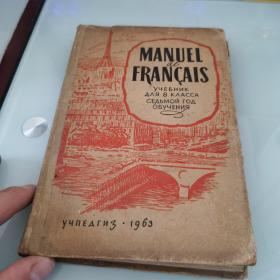 MANUEL
de
FRANÇAIS
УЧЕБНИК
ДЛЯ 8 КЛАССА
СЕДЬМОЙ ГОД
ОБУЧЕНИЯ
УЧПЕДГИЗ · 1963